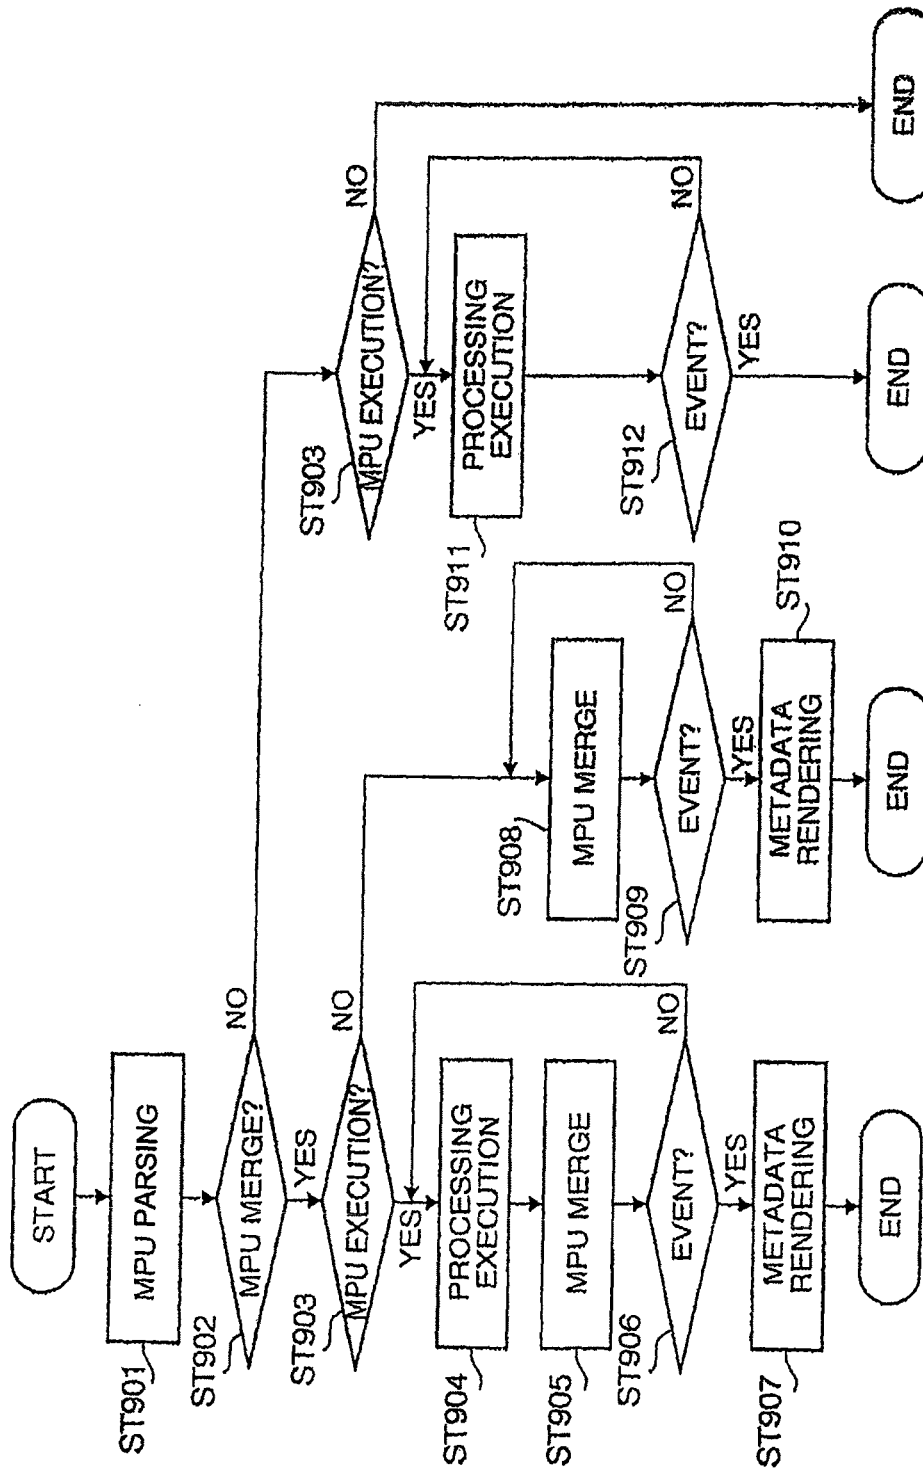 START
MPU PARSING
ST901
MPU MERGE?
ST902
NO
YES
MPU EXECUTION?
ST903
NO
YES
PROCESSING
EXECUTION
ST904
MPU MERGE
ST905
EVENT?
ST906
NO
YES
METADATA
RENDERING
ST907
END
MPU MERGE
ST908
EVENT?
ST909
NO
YES
METADATA
RENDERING
ST910
END
MPU EXECUTION?
ST903
NO
YES
PROCESSING
EXECUTION
ST911
EVENT?
ST912
NO
YES
END
END